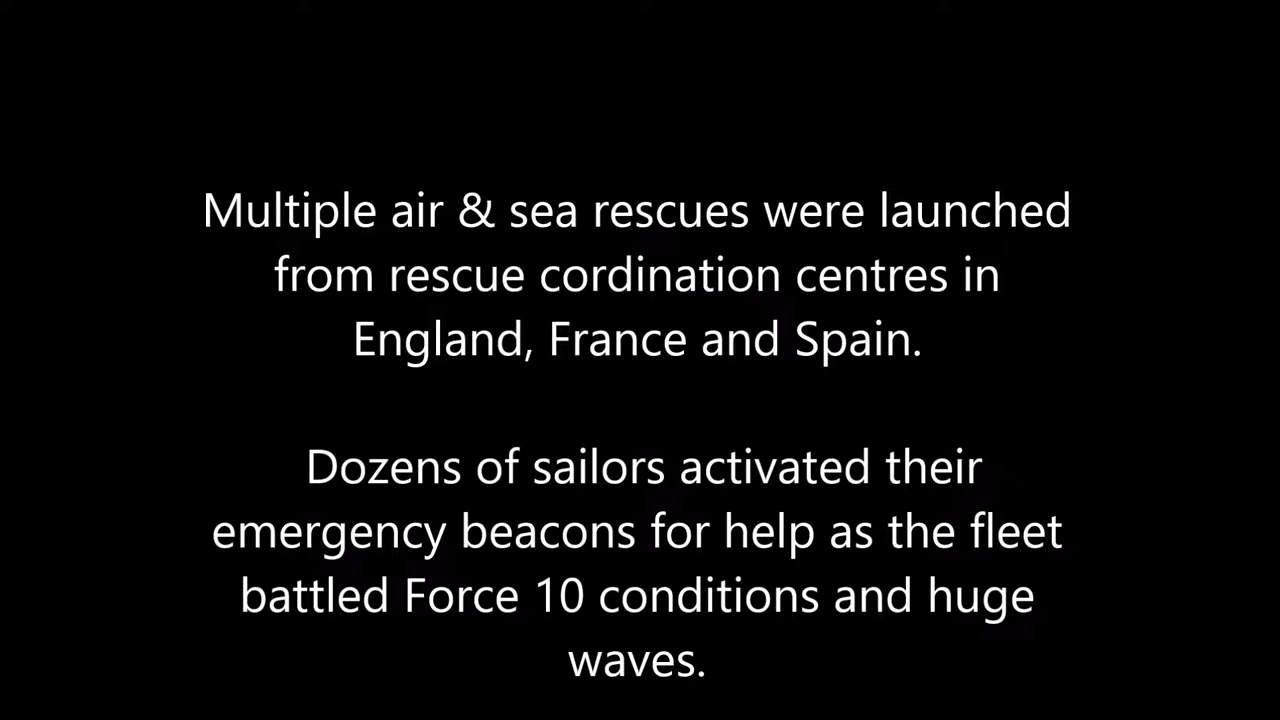 Multiple air & sea rescues were launched
from rescue cordination centres in
England, France and Spain.
Dozens of sailors activated their
emergency beacons for help as the fleet
battled Force 10 conditions and huge
waves.